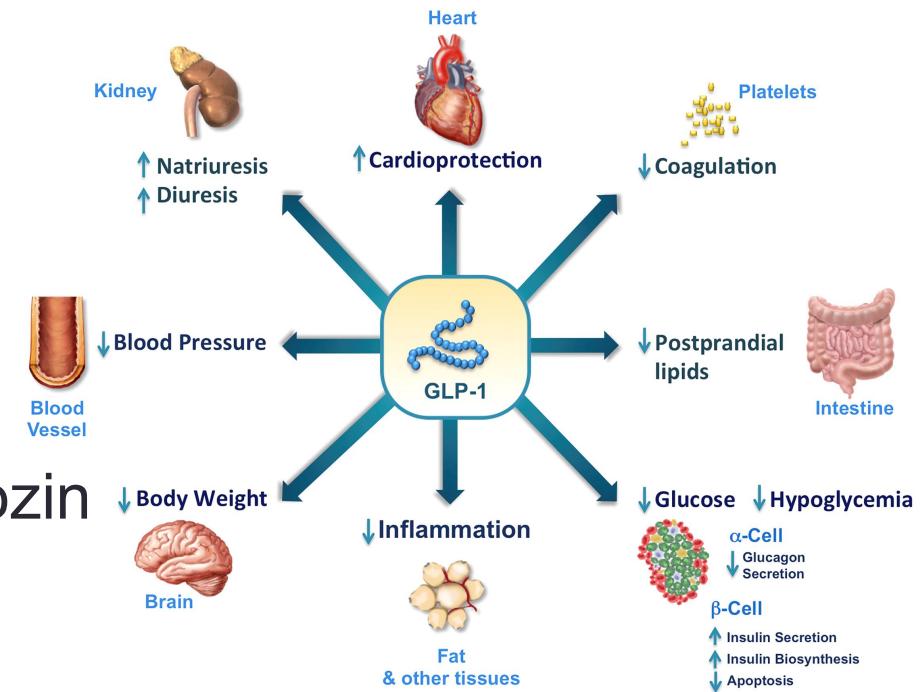 Heart
Kidney
Platelets
↑ Natriuresis
↑ Diuresis
↑ Cardioprotection
↓ Coagulation
↓ Blood Pressure
Blood
Vessel
GLP-1
↓ Postprandial
lipids
Intestine
ozin
↓ Body Weight
Brain
↓ Inflammation
Fat
& other tissues
↓ Glucose ↓ Hypoglycemia
α-Cell
↓ Glucagon
Secretion
β-Cell
↑ Insulin Secretion
↑ Insulin Biosynthesis
↓ Apoptosis